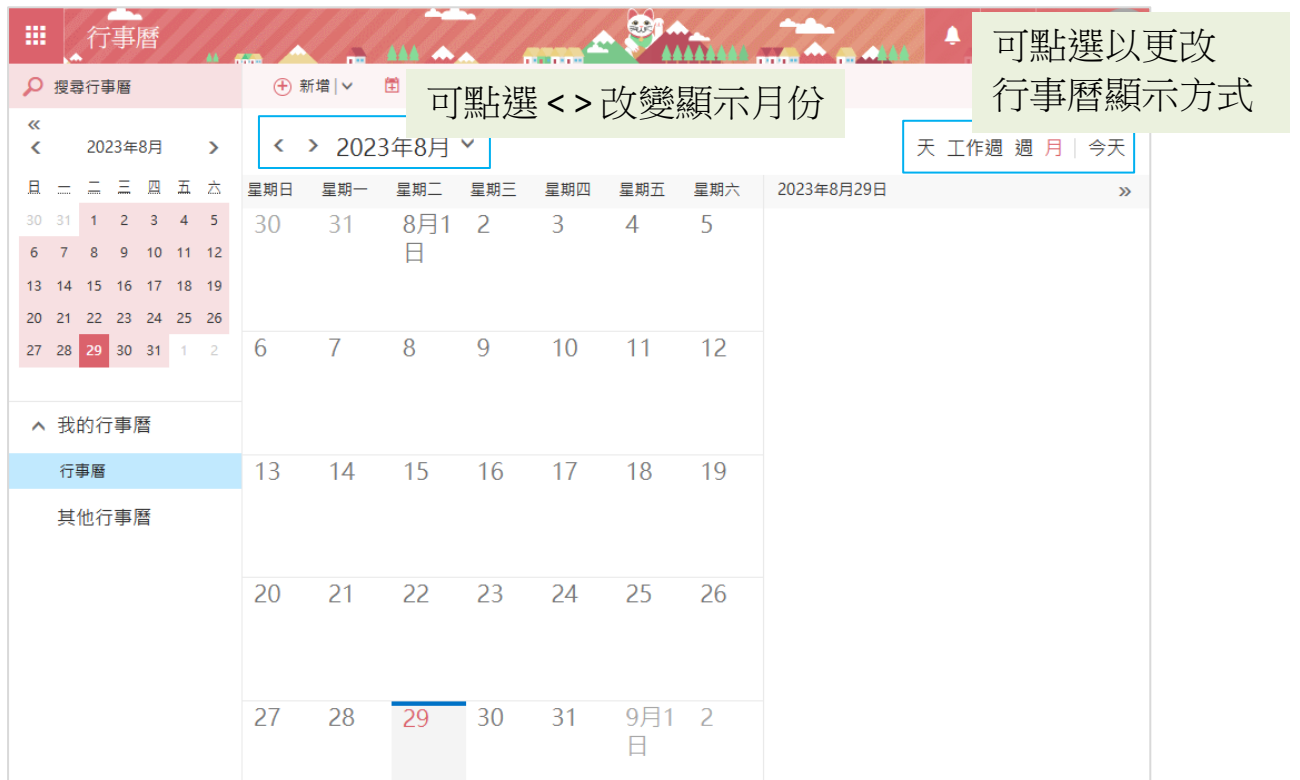 行事曆
可點選以更改
行事曆顯示方式
搜尋行事曆
新增
可點選 < > 改變顯示月份
«
< 2023年8月 >
日 一 二 三 四 五 六
30 31 1 2 3 4 5
6 7 8 9 10 11 12
13 14 15 16 17 18 19
20 21 22 23 24 25 26
27 28 29 30 31 1 2
我的行事曆
行事曆
其他行事曆
< > 2023年8月
天 工作週 週 月 | 今天
星期日 星期一 星期二 星期三 星期四 星期五 星期六
30 31 8月1日 2 3 4 5
6 7 8 9 10 11 12
13 14 15 16 17 18 19
20 21 22 23 24 25 26
27 28 29 30 31 9月1日 2
2023年8月29日 »